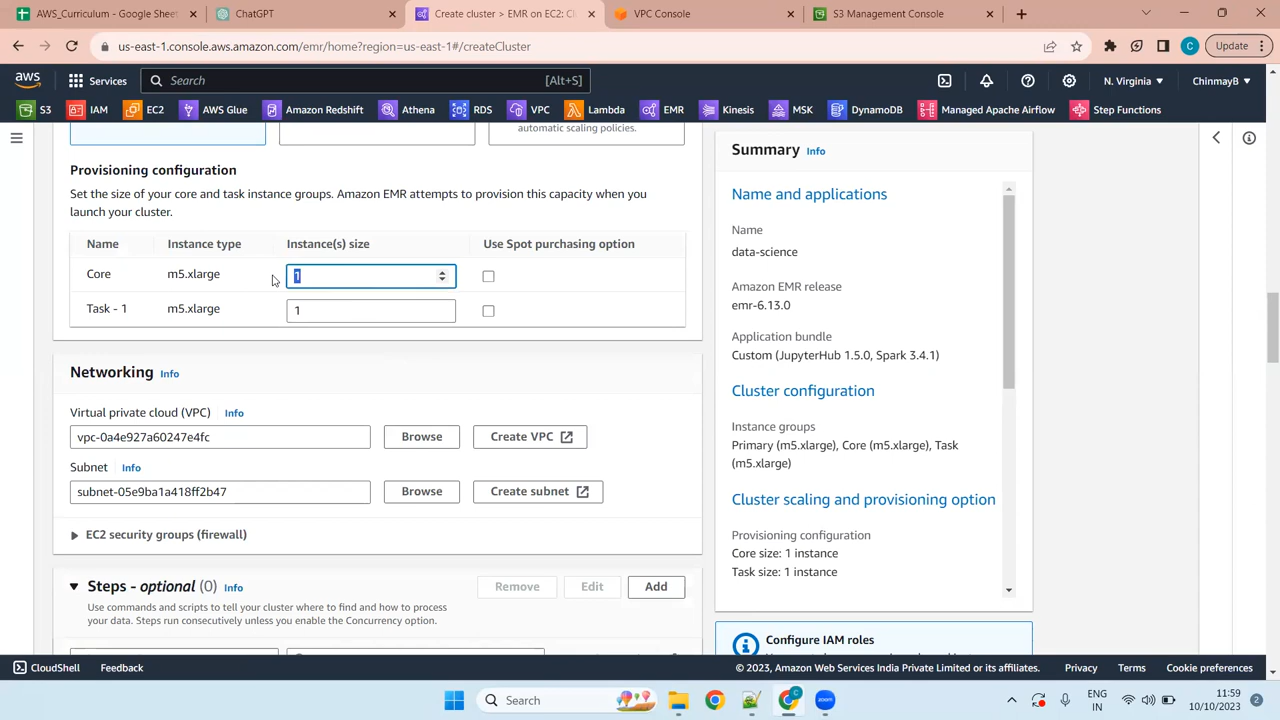 AWS_Curriculum - Google Sheet
ChatGPT
Create cluster > EMR on EC2: Cl
VPC Console
S3 Management Console
us-east-1.console.aws.amazon.com/emr/home?region=us-east-1#/createCluster
C
Update
aws
Services
Search
[Alt+S]
N. Virginia
ChinmayB
S3
IAM
EC2
AWS Glue
Amazon Redshift
Athena
RDS
VPC
Lambda
EMR
Kinesis
MSK
DynamoDB
Managed Apache Airflow
Step Functions
automatic scaling policies.
Provisioning configuration
Set the size of your core and task instance groups. Amazon EMR attempts to provision this capacity when you
launch your cluster.
Name
Instance type
Instance(s) size
Use Spot purchasing option
Core
m5.xlarge
1
Task - 1
m5.xlarge
1
Networking Info
Virtual private cloud (VPC) Info
vpc-0a4e927a60247e4fc
Browse
Create VPC
Subnet Info
subnet-05e9ba1a418ff2b47
Browse
Create subnet
EC2 security groups (firewall)
Steps - optional (0) Info
Remove
Edit
Add
Use commands and scripts to tell your cluster where to find and how to process
your data. Steps run consecutively unless you enable the Concurrency option.
Summary Info
Name and applications
Name
data-science
Amazon EMR release
emr-6.13.0
Application bundle
Custom (JupyterHub 1.5.0, Spark 3.4.1)
Cluster configuration
Instance groups
Primary (m5.xlarge), Core (m5.xlarge), Task
(m5.xlarge)
Cluster scaling and provisioning option
Provisioning configuration
Core size: 1 instance
Task size: 1 instance
Configure IAM roles
CloudShell
Feedback
© 2023, Amazon Web Services India Private Limited or its affiliates.
Privacy
Terms
Cookie preferences
Search
ENG
IN
11:59
10/10/2023
2